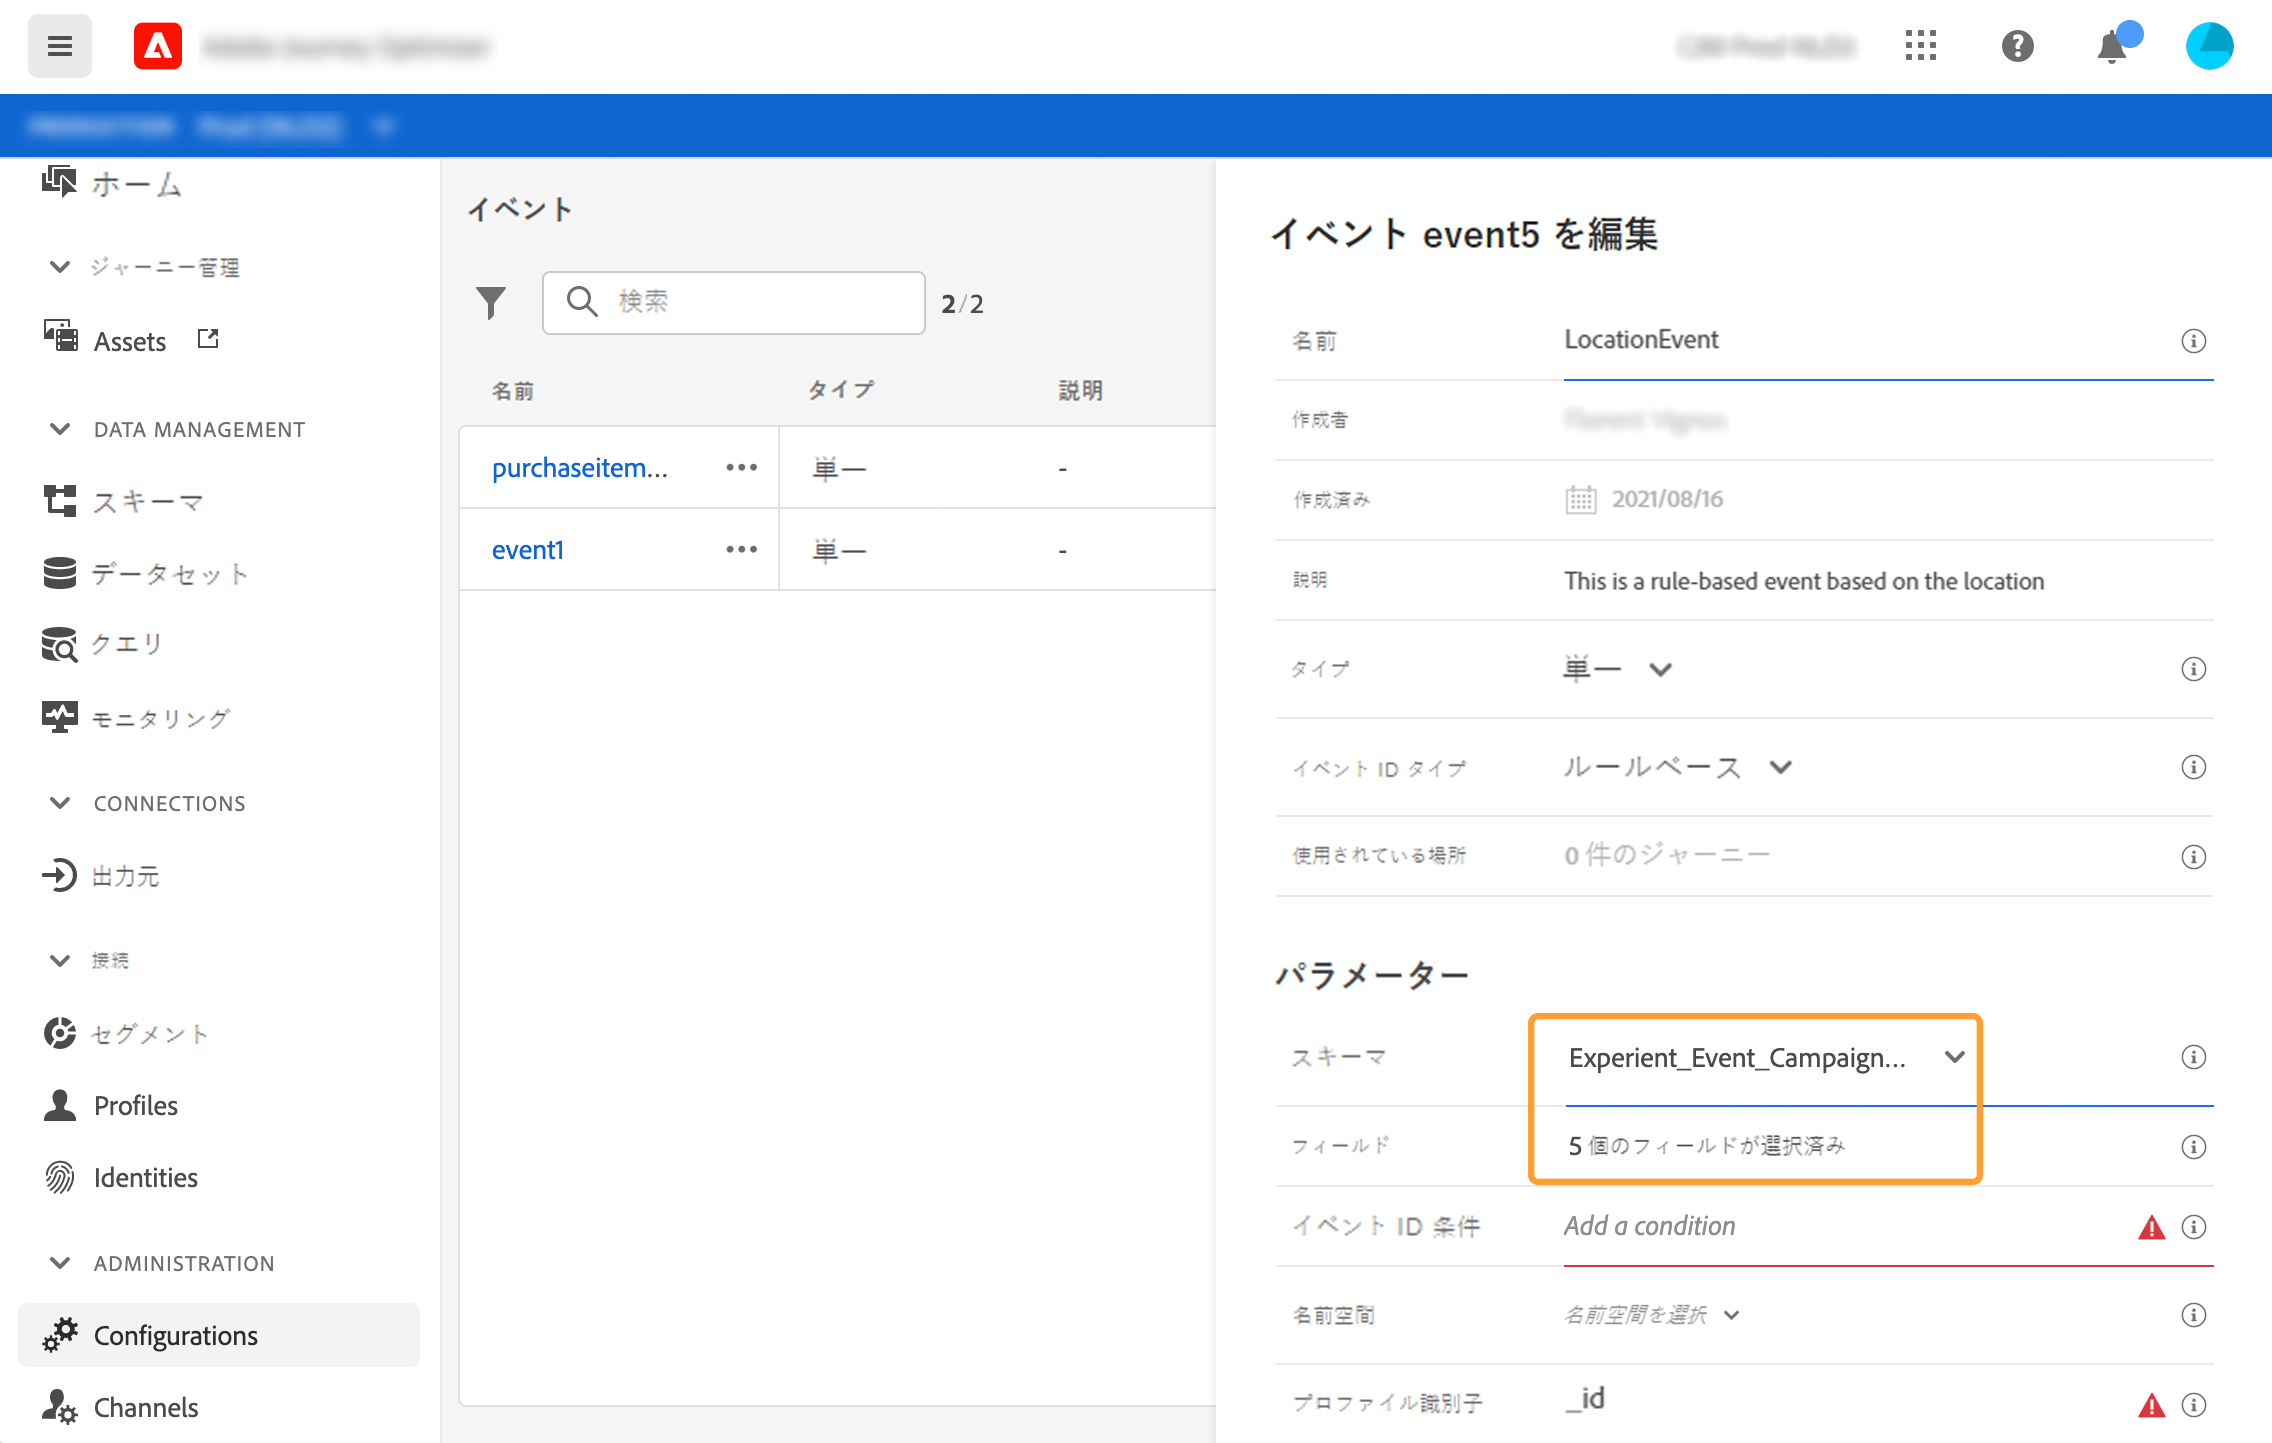 ホーム
ジャーニー管理
Assets
DATA MANAGEMENT
スキーマ
データセット
クエリ
モニタリング
CONNECTIONS
出力元
接続
セグメント
Profiles
Identities
ADMINISTRATION
Configurations
Channels
イベント
検索
2/2
名前 タイプ 説明
purchaseitem... 単一 -
event1 単一 -
イベント event5 を編集
名前 LocationEvent
作成者
作成済み 2021/08/16
説明 This is a rule-based event based on the location
タイプ 単一
イベント ID タイプ ルールベース
使用されている場所 0 件のジャーニー
パラメーター
スキーマ Experient_Event_Campaign...
フィールド 5 個のフィールドが選択済み
イベント ID 条件 Add a condition
名前空間 名前空間を選択
プロファイル識別子 _id